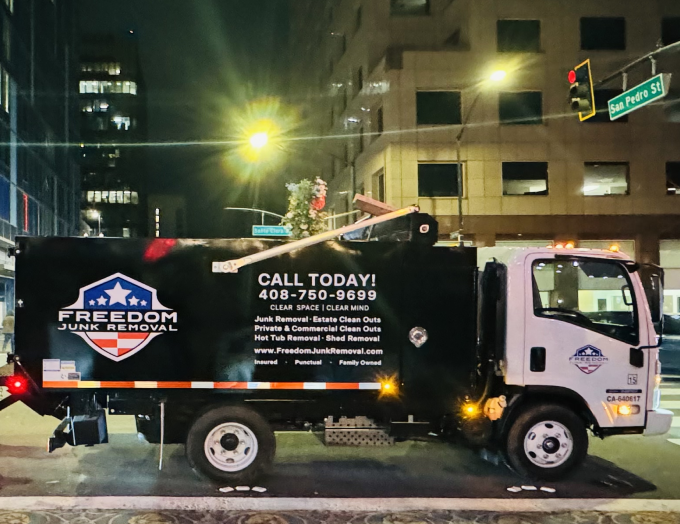 San Pedro St
CALL TODAY!
408-750-9699
CLEAR SPACE | CLEAR MIND
Junk Removal · Estate Clean Outs
Private & Commercial Clean Outs
Hot Tub Removal · Shed Removal
www.FreedomJunkRemoval.com
Insured · Punctual · Family Owned
FREEDOM
JUNK REMOVAL
FREEDOM
15
CA-640617